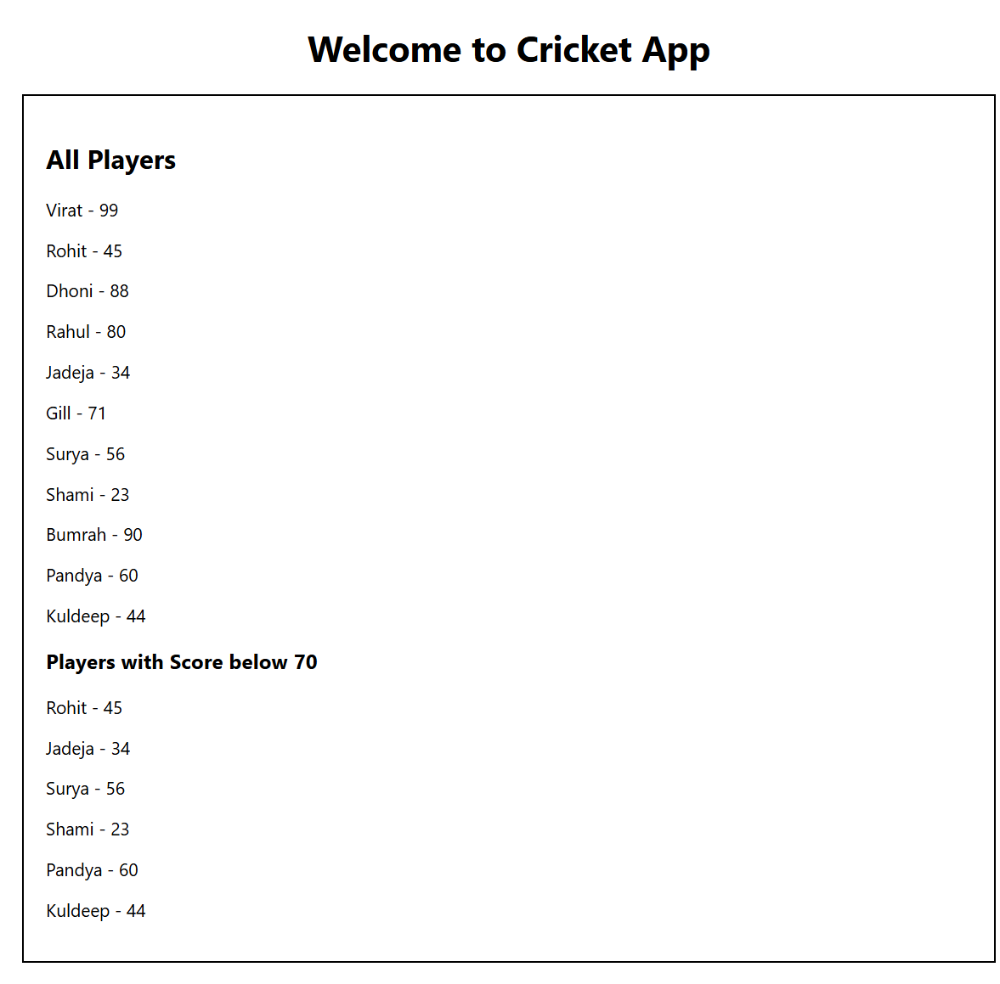 Welcome to Cricket App
All Players
Virat - 99
Rohit - 45
Dhoni - 88
Rahul - 80
Jadeja - 34
Gill - 71
Surya - 56
Shami - 23
Bumrah - 90
Pandya - 60
Kuldeep - 44
Players with Score below 70
Rohit - 45
Jadeja - 34
Surya - 56
Shami - 23
Pandya - 60
Kuldeep - 44